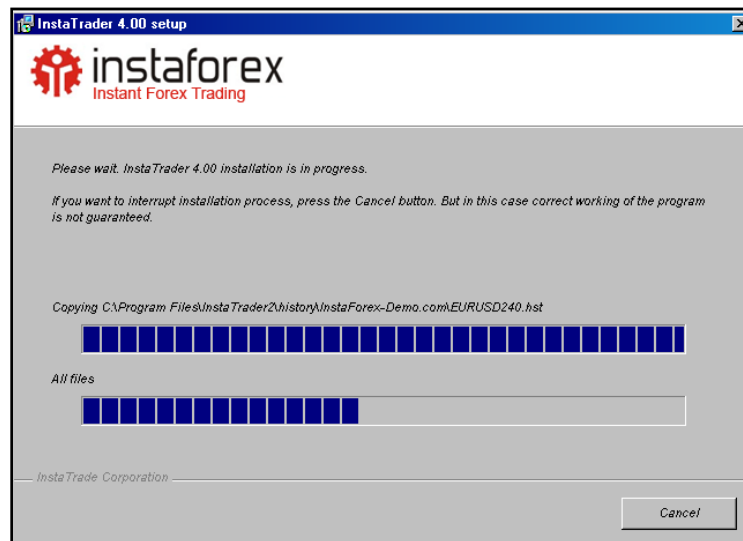 InstaTrader 4.00 setup
instaforex
Instant Forex Trading
Please wait. InstaTrader 4.00 installation is in progress.
If you want to interrupt installation process, press the Cancel button. But in this case correct working of the program
is not guaranteed.
Copying C:\Program Files\InstaTrader2\history\InstaForex-Demo.com\EURUSD240.hst
All files
InstaTrade Corporation
Cancel